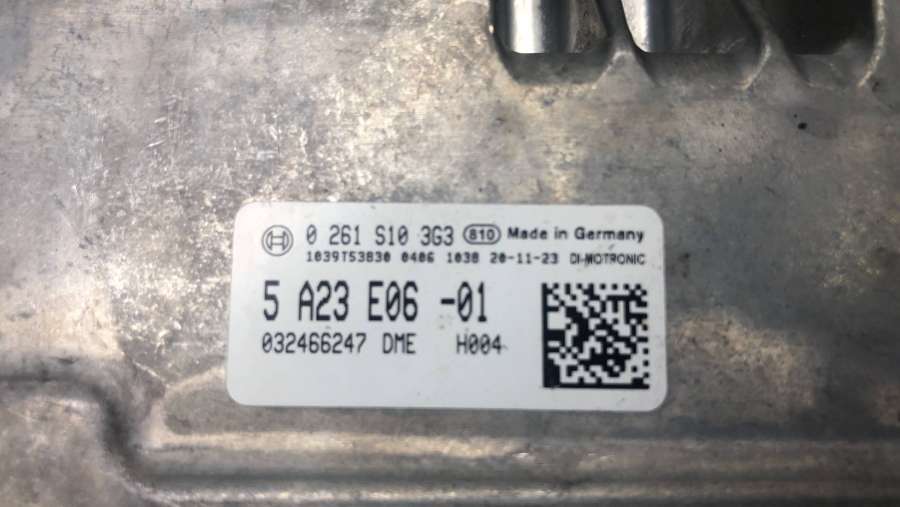 0 261 S10 3G3 810 Made in Germany
1039T53830 0406 1038 20-11-23 DI-MOTRONIC
5 A23 E06 -01
032466247 DME H004